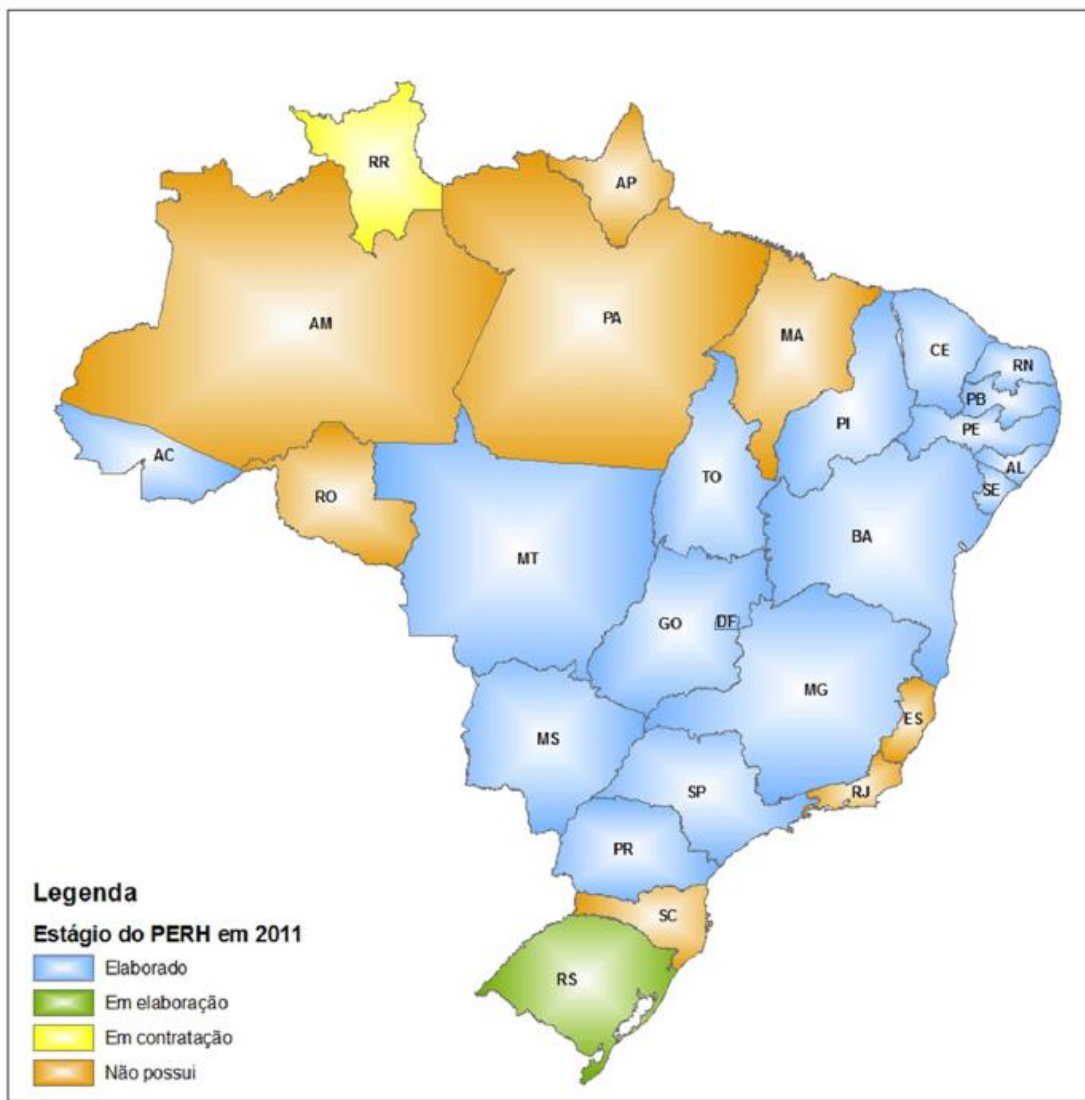 RR
AP
AM
PA
MA
CE
RN
PB
PE
PI
AL
SE
AC
TO
RO
BA
MT
GO
DF
MG
ES
MS
RJ
SP
PR
SC
RS
Legenda
Estágio do PERH em 2011
Elaborado
Em elaboração
Em contratação
Não possui